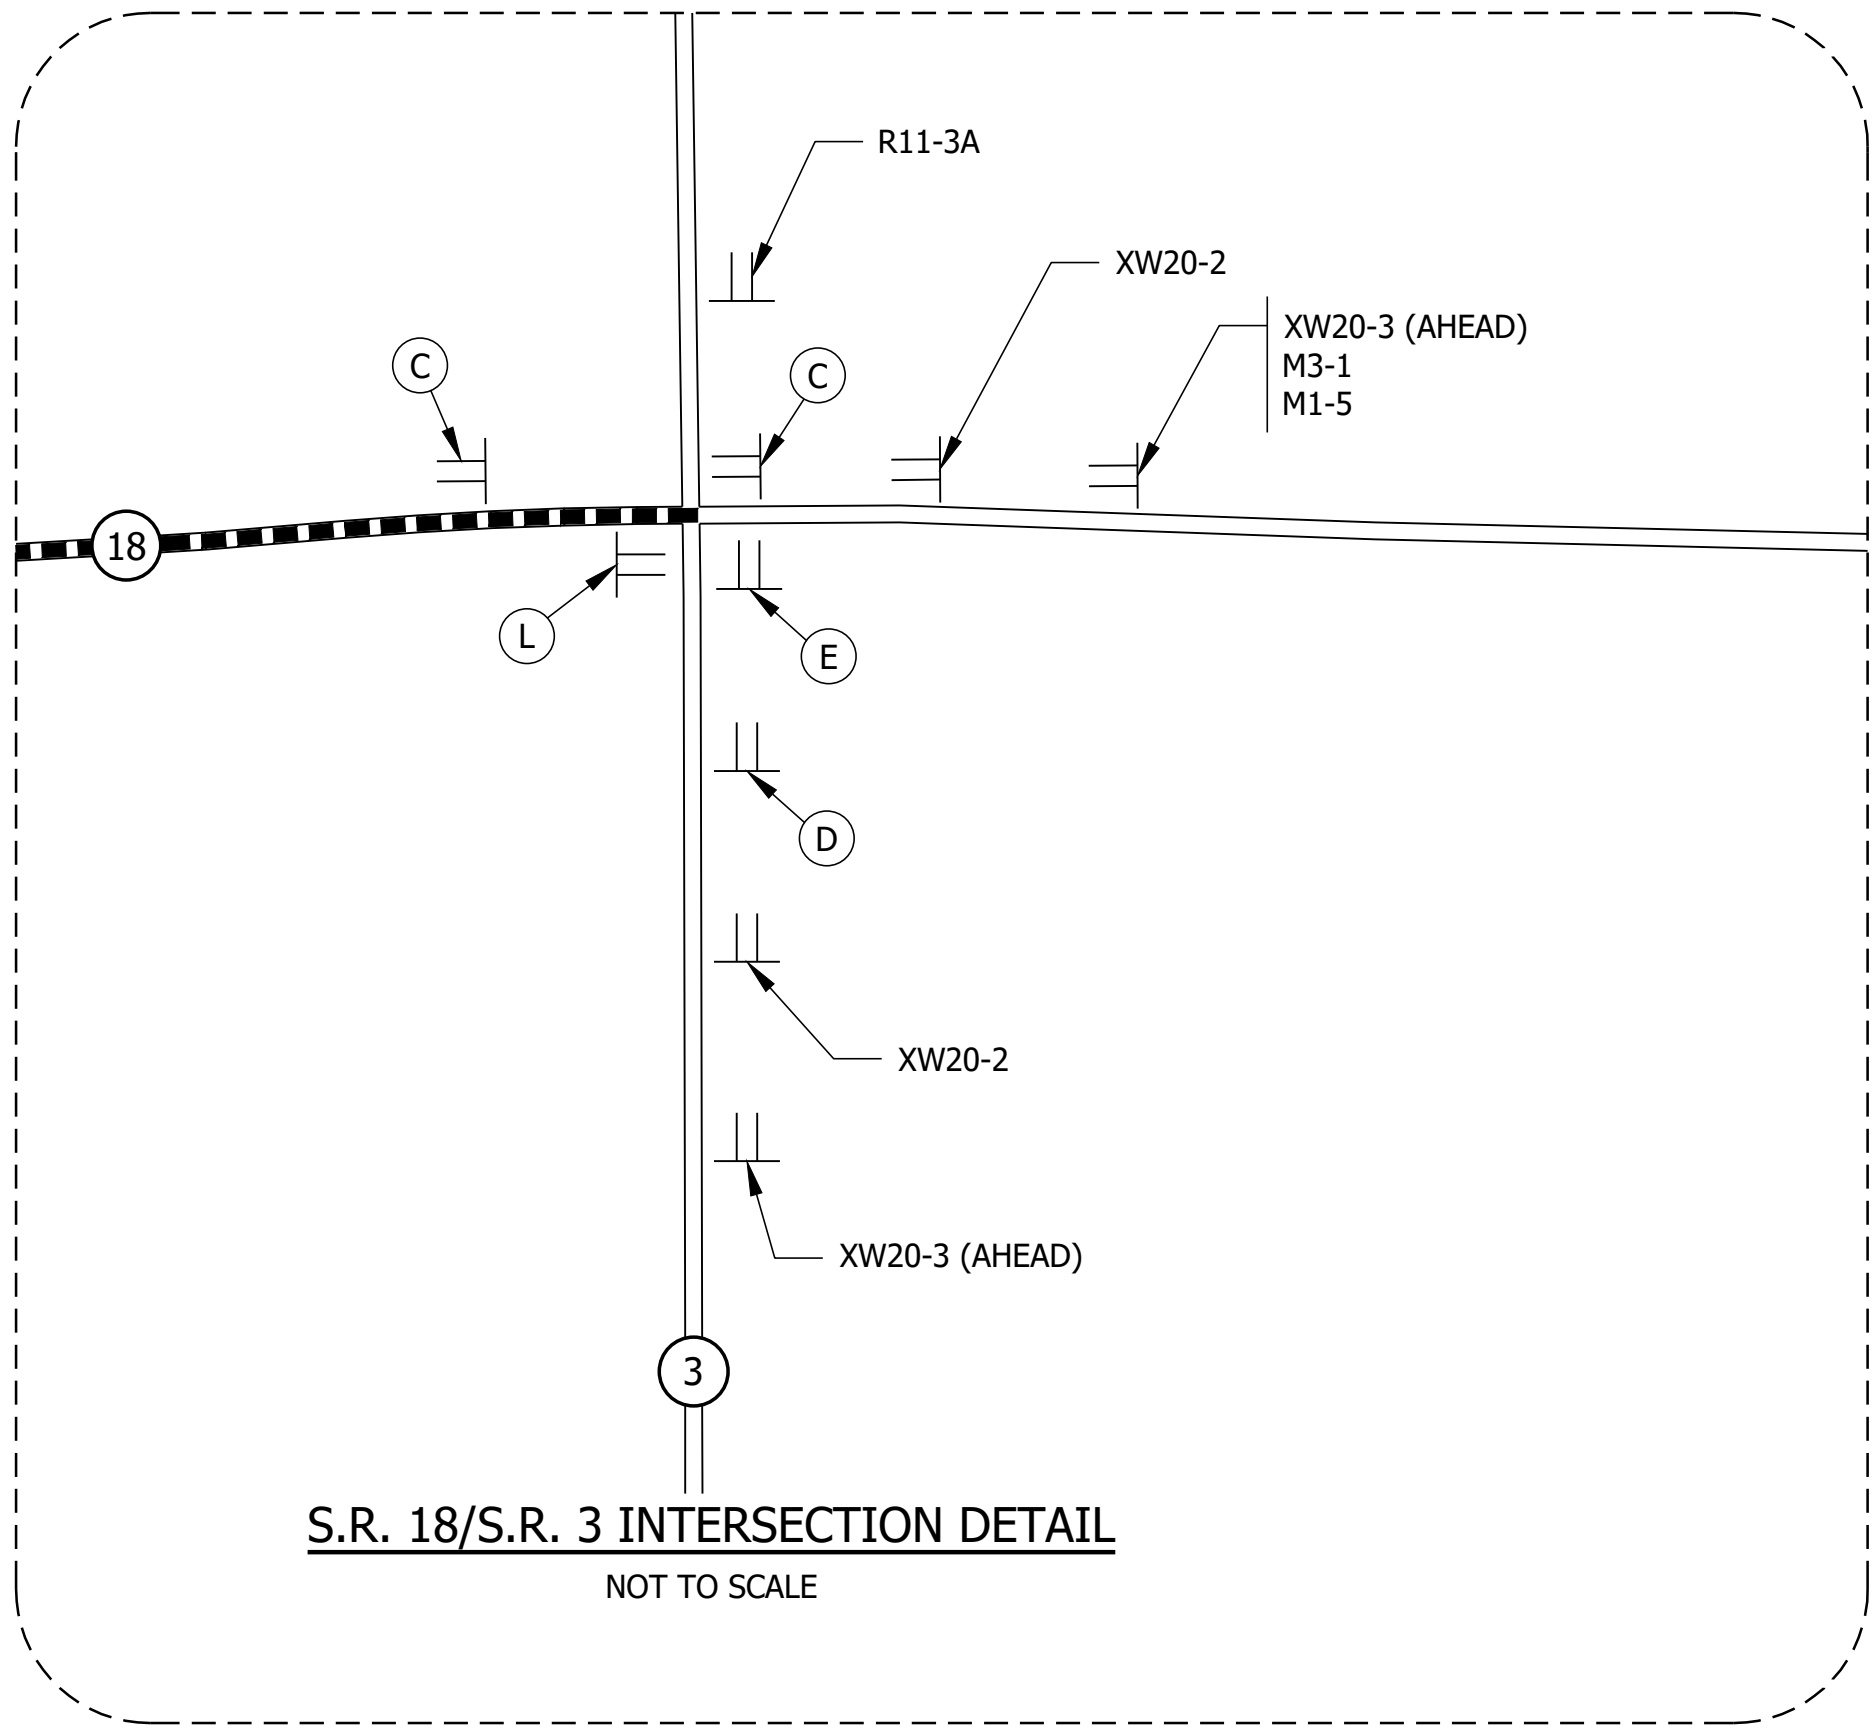 R11-3A
XW20-2
XW20-3 (AHEAD)
M3-1
M1-5
C
C
18
L
E
D
XW20-2
XW20-3 (AHEAD)
3
S.R. 18/S.R. 3 INTERSECTION DETAIL
NOT TO SCALE